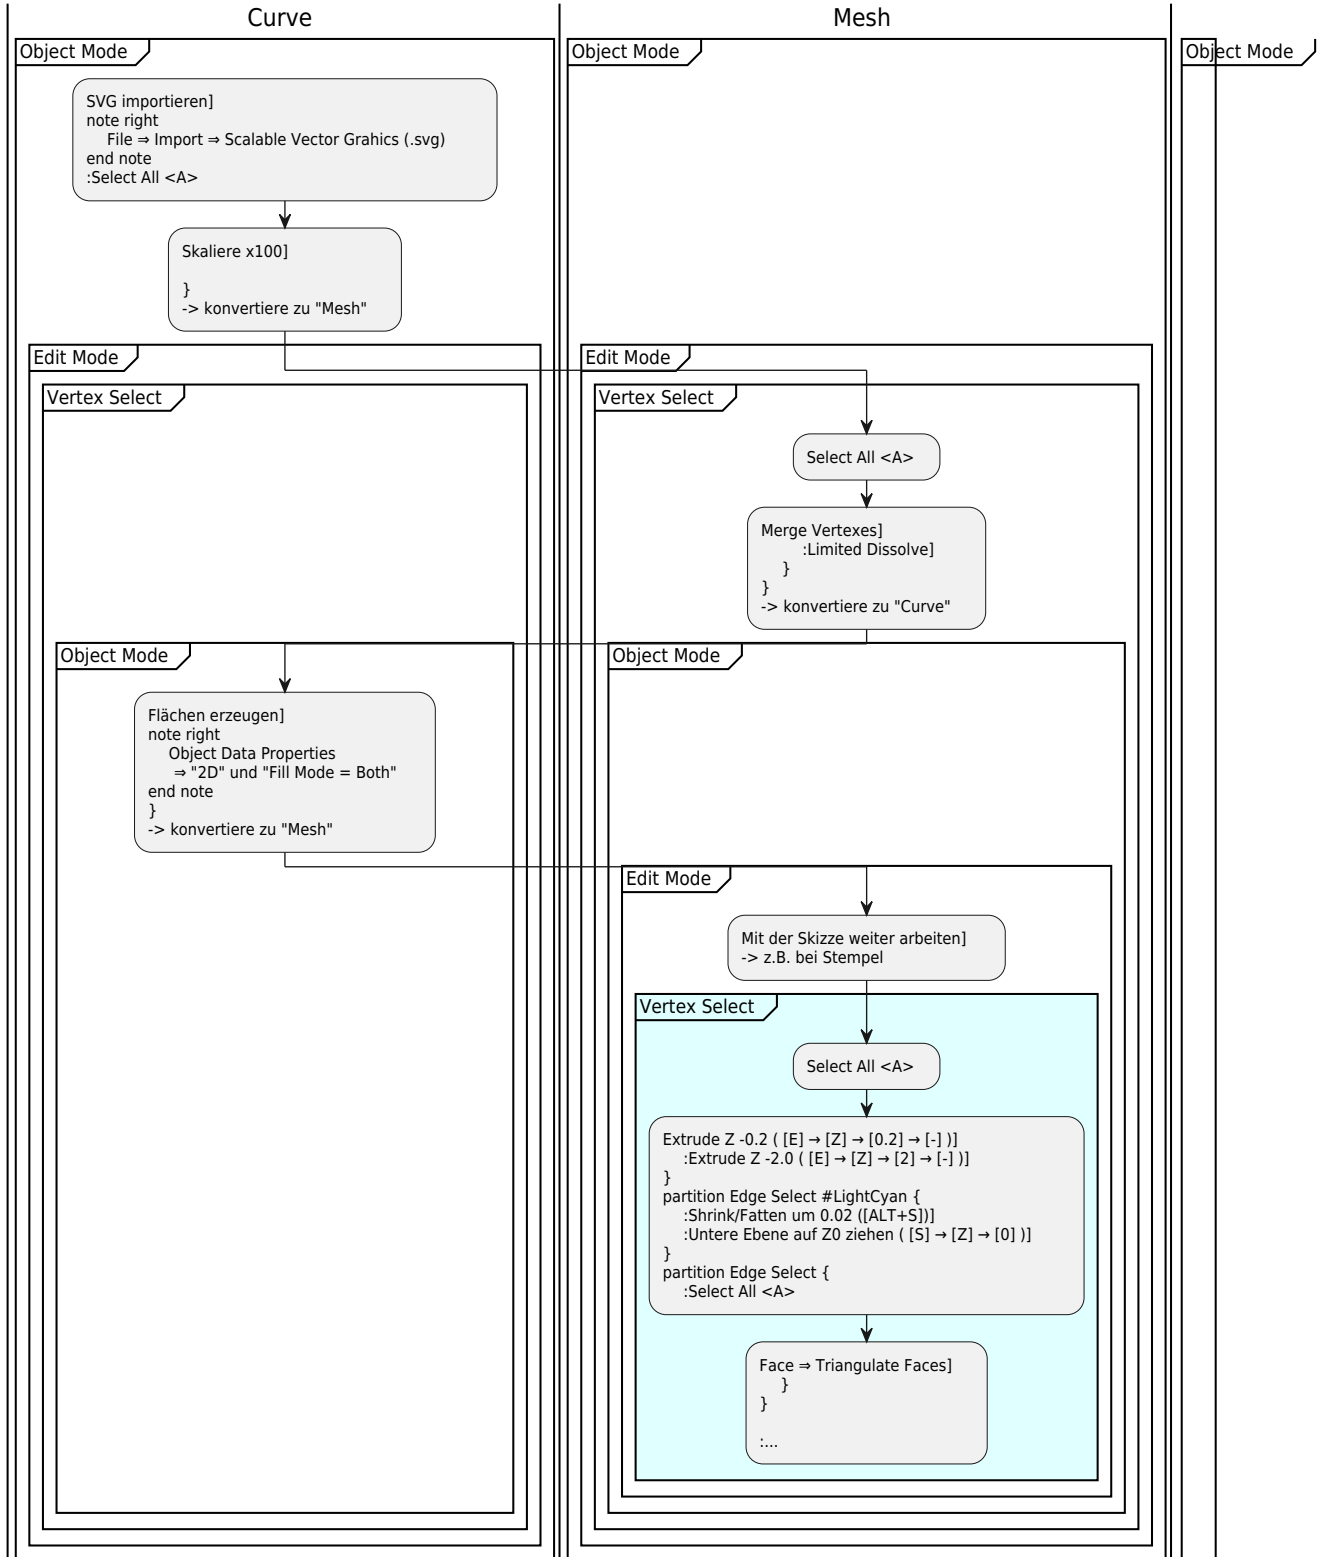 Curve
Mesh
Object Mode
Object Mode
Object Mode
SVG importieren]
note right
File ⇒ Import ⇒ Scalable Vector Grahics (.svg)
end note
:Select All <A>
Skaliere x100]
}
-> konvertiere zu "Mesh"
Edit Mode
Edit Mode
Vertex Select
Vertex Select
Select All <A>
Merge Vertexes]
:Limited Dissolve]
}
}
-> konvertiere zu "Curve"
Object Mode
Object Mode
Flächen erzeugen]
note right
Object Data Properties
⇒ "2D" und "Fill Mode = Both"
end note
}
-> konvertiere zu "Mesh"
Edit Mode
Mit der Skizze weiter arbeiten]
-> z.B. bei Stempel
Vertex Select
Select All <A>
Extrude Z -0.2 ( [E] → [Z] → [0.2] → [-] )]
:Extrude Z -2.0 ( [E] → [Z] → [2] → [-] )]
}
partition Edge Select #LightCyan {
:Shrink/Fatten um 0.02 ([ALT+S])]
:Untere Ebene auf Z0 ziehen ( [S] → [Z] → [0] )]
}
partition Edge Select {
:Select All <A>
Face ⇒ Triangulate Faces]
}
}
:...